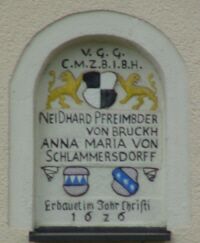 V. G. G.
C. M. Z. B. I. B. H.
NEIDHARD PFREIMBDER
VON BRUCKH
ANNA MARIA VON
SCHLAMMERSDORFF
Erbauet im Jahr Christi
1626